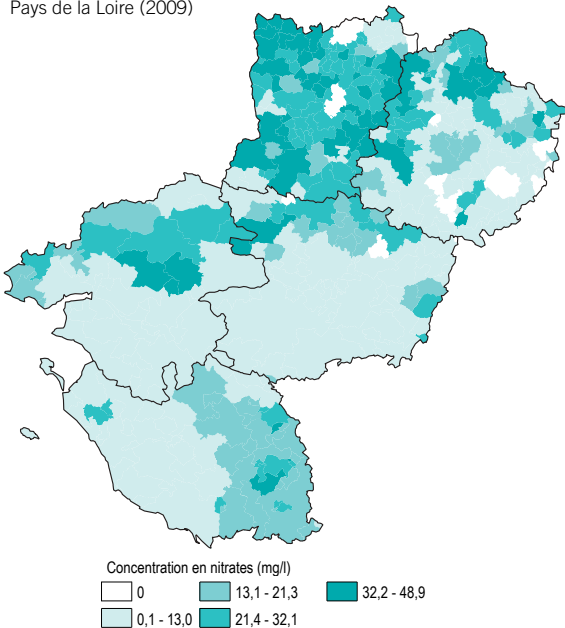 Pays de la Loire (2009)
Concentration en nitrates (mg/l)
0 13,1 - 21,3 32,2 - 48,9
0,1 - 13,0 21,4 - 32,1